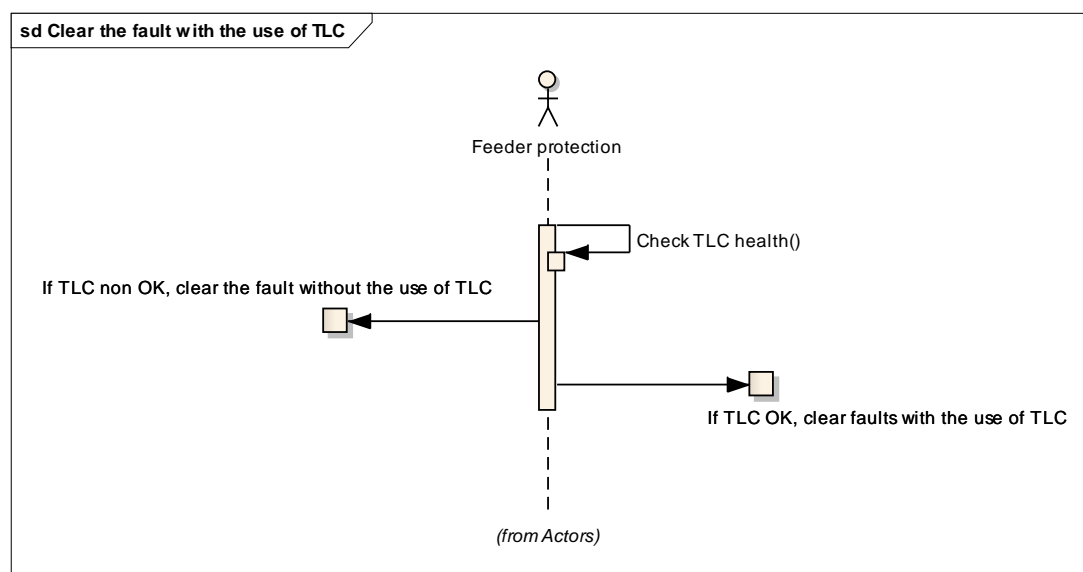 sd Clear the fault with the use of TLC
Feeder protection
Check TLC health()
If TLC non OK, clear the fault without the use of TLC
If TLC OK, clear faults with the use of TLC
(from Actors)